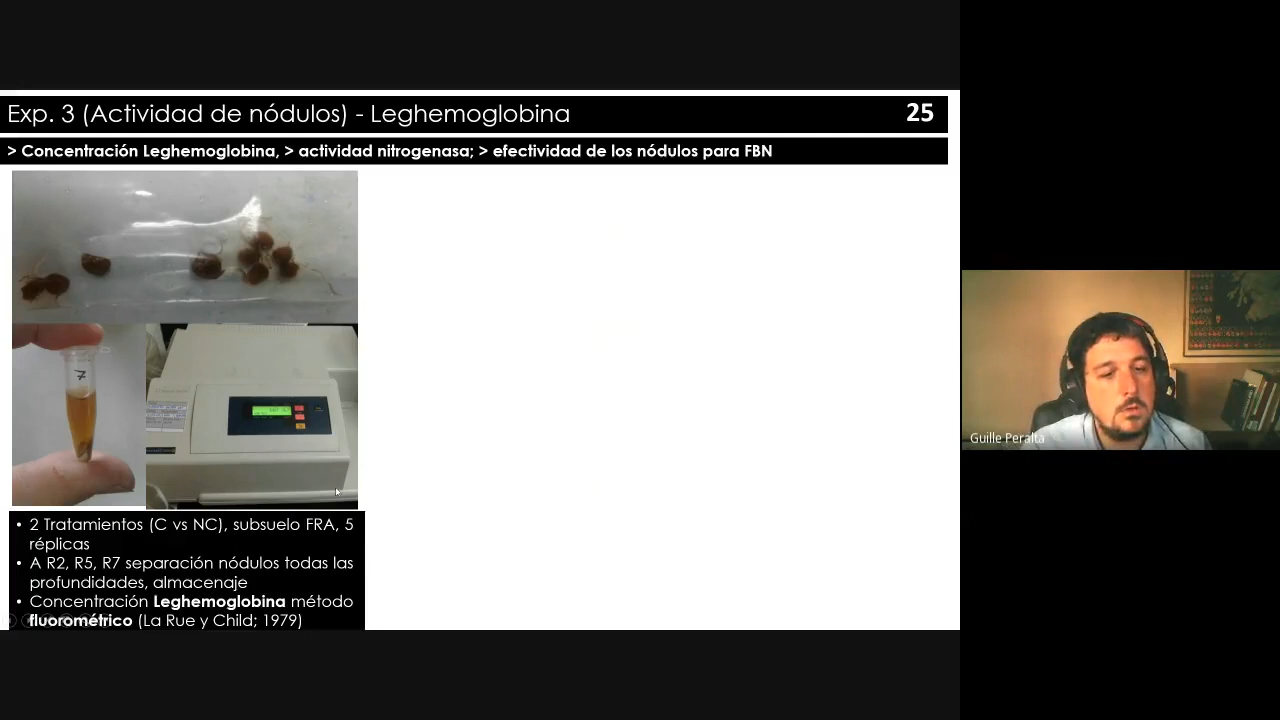 Exp. 3 (Actividad de nódulos) - Leghemoglobina
25
> Concentración Leghemoglobina, > actividad nitrogenasa; > efectividad de los nódulos para FBN
7
• 2 Tratamientos (C vs NC), subsuelo FRA, 5
réplicas
• A R2, R5, R7 separación nódulos todas las
profundidades, almacenaje
• Concentración Leghemoglobina método
fluorométrico (La Rue y Child; 1979)
Guille Peralta